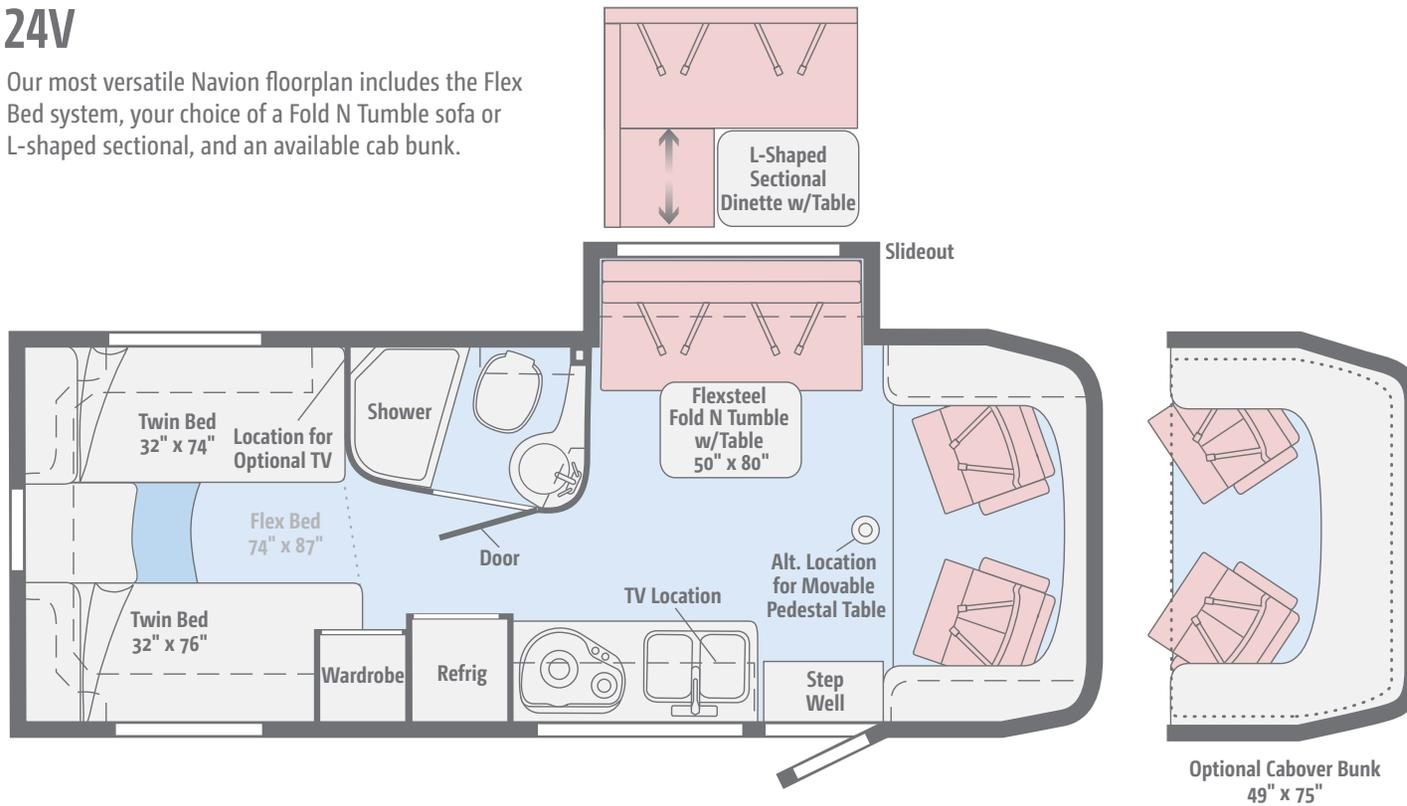 24V
Our most versatile Navion floorplan includes the Flex
Bed system, your choice of a Fold N Tumble sofa or
L-shaped sectional, and an available cab bunk.
L-Shaped
Sectional
Dinette w/Table
Slideout
Flexsteel
Fold N Tumble
w/Table
50" x 80"
Twin Bed
32" x 74"
Location for
Optional TV
Shower
Flex Bed
74" x 87"
Door
Alt. Location
for Movable
Pedestal Table
TV Location
Twin Bed
32" x 76"
Wardrobe
Refrig
Step
Well
Optional Cabover Bunk
49" x 75"